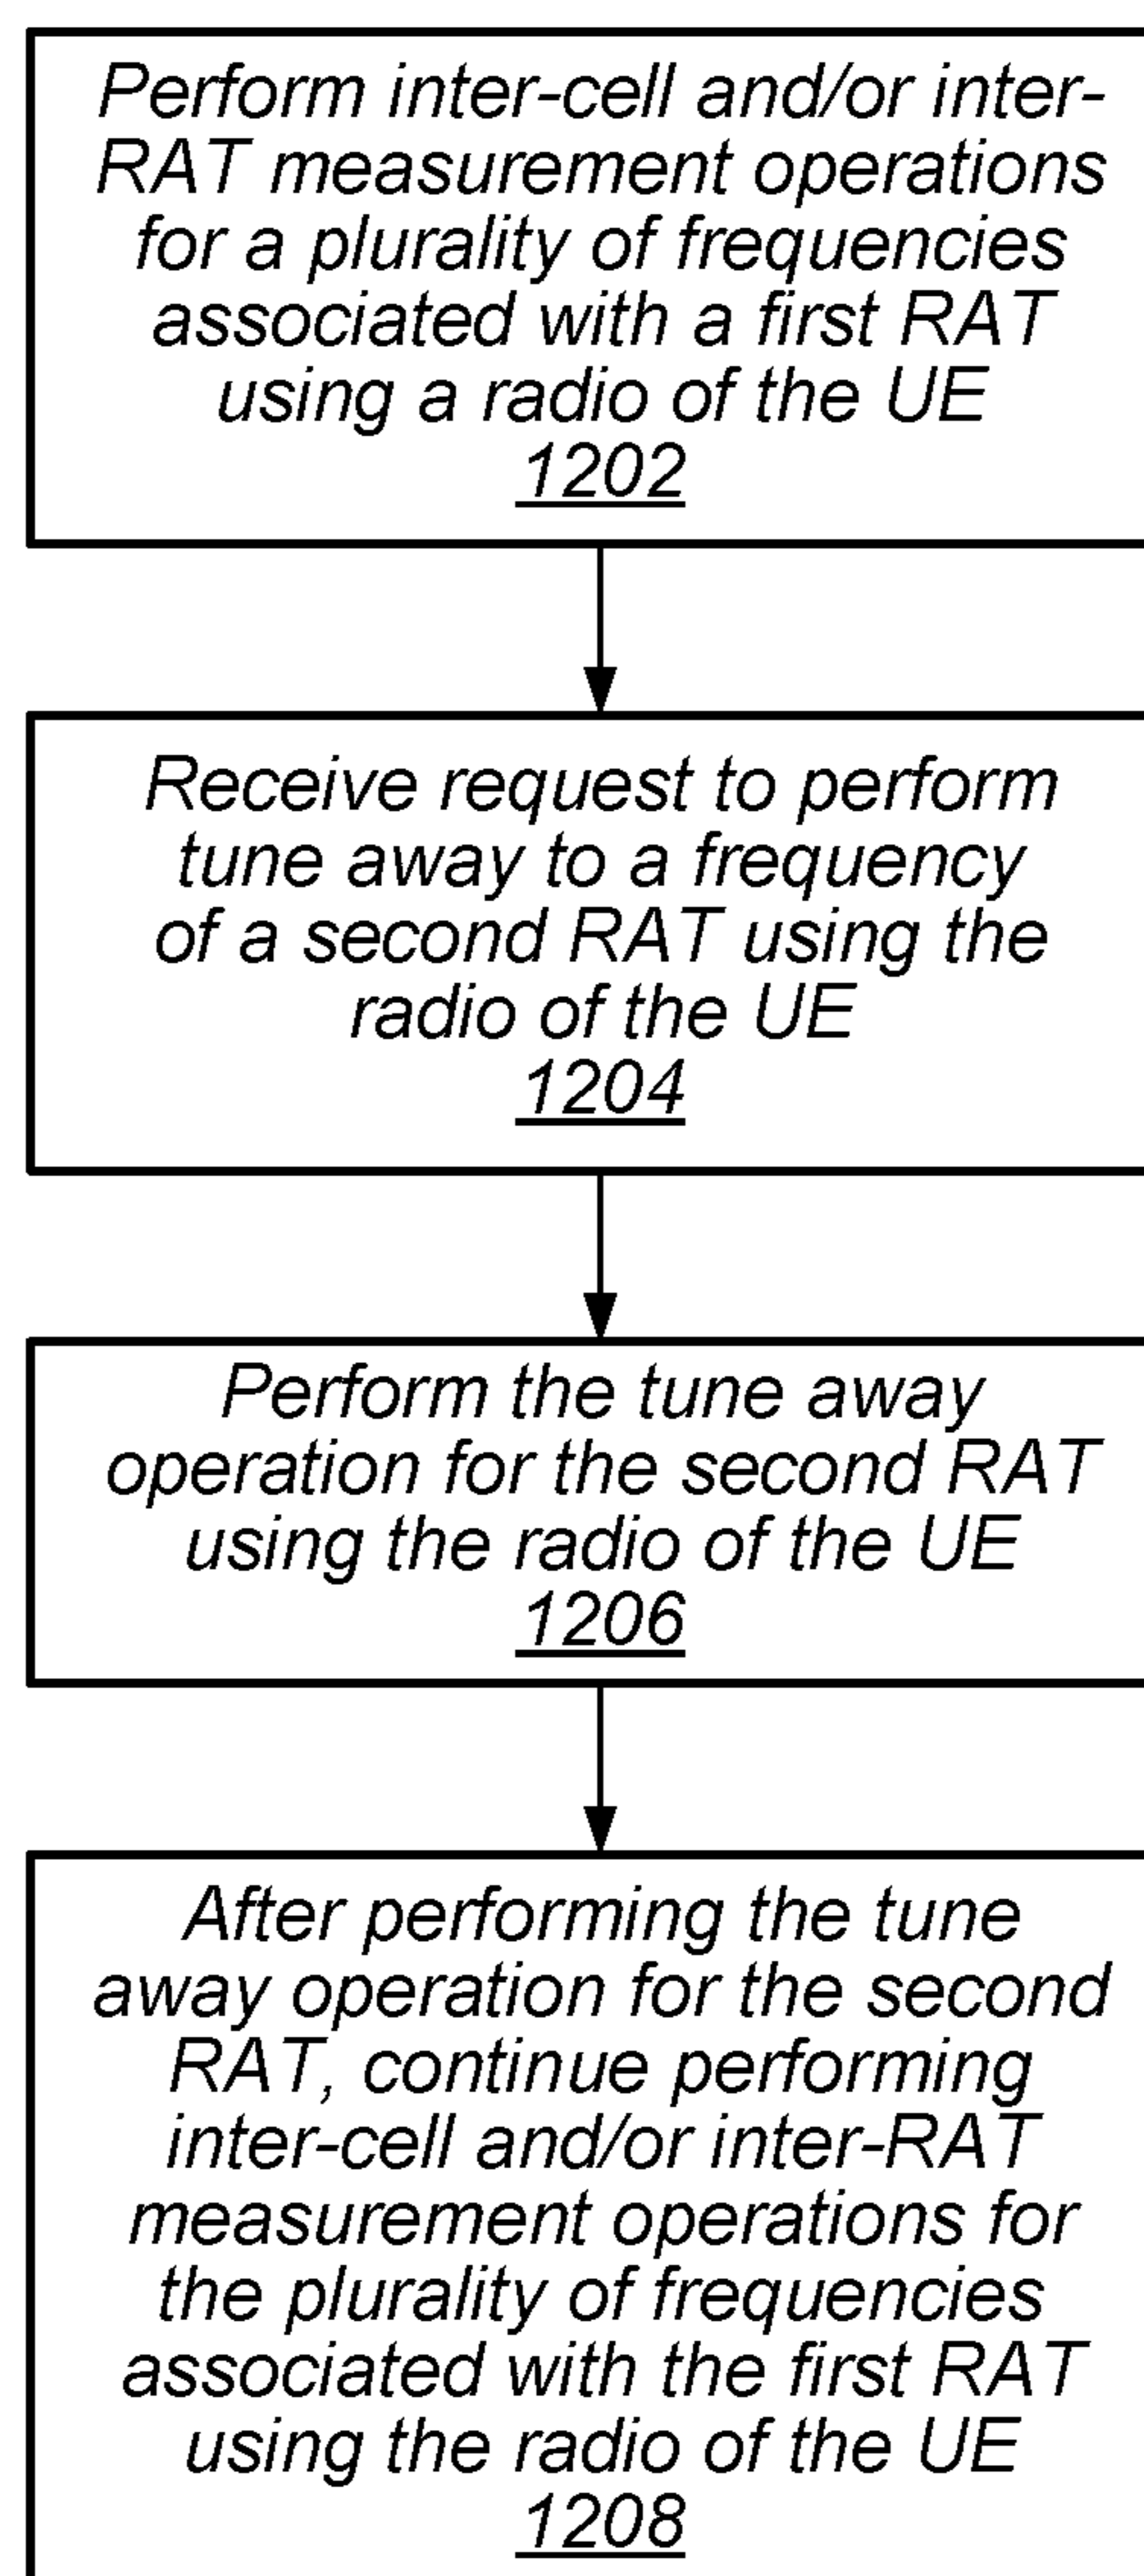 Perform inter-cell and/or inter-
RAT measurement operations
for a plurality of frequencies
associated with a first RAT
using a radio of the UE
1202
Receive request to perform
tune away to a frequency
of a second RAT using the
radio of the UE
1204
Perform the tune away
operation for the second RAT
using the radio of the UE
1206
After performing the tune
away operation for the second
RAT, continue performing
inter-cell and/or inter-RAT
measurement operations for
the plurality of frequencies
associated with the first RAT
using the radio of the UE
1208